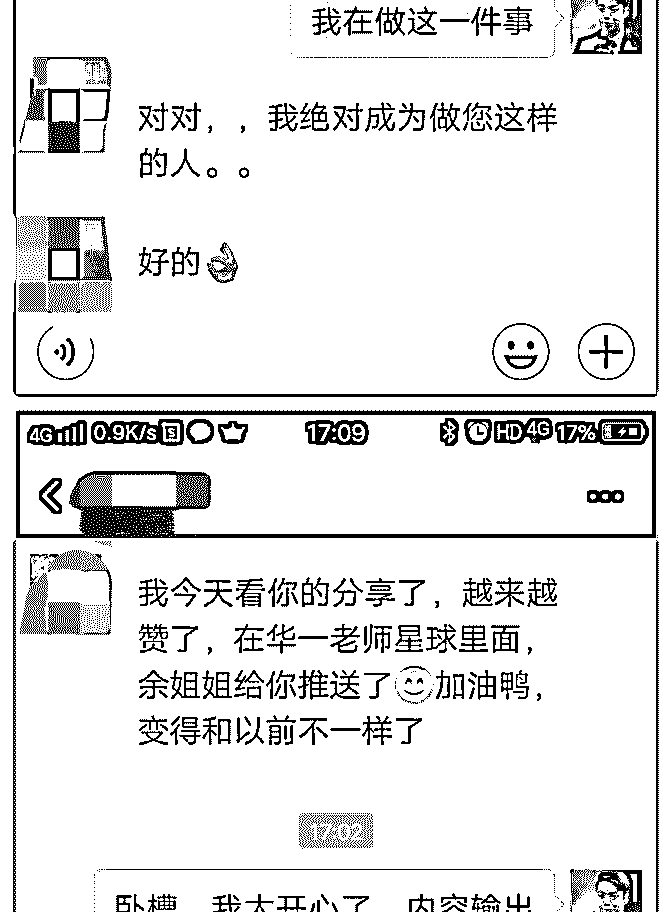 我在做这一件事
对对，，我绝对成为做您这样
的人。。
好的👌
4G 0.9K/s 17:09 HD 4G 17%
我今天看你的分享了，越来越
赞了，在华一老师星球里面，
余姐姐给你推送了😊加油鸭，
变得和以前不一样了
17:02
卧槽，我太开心了，内容输出